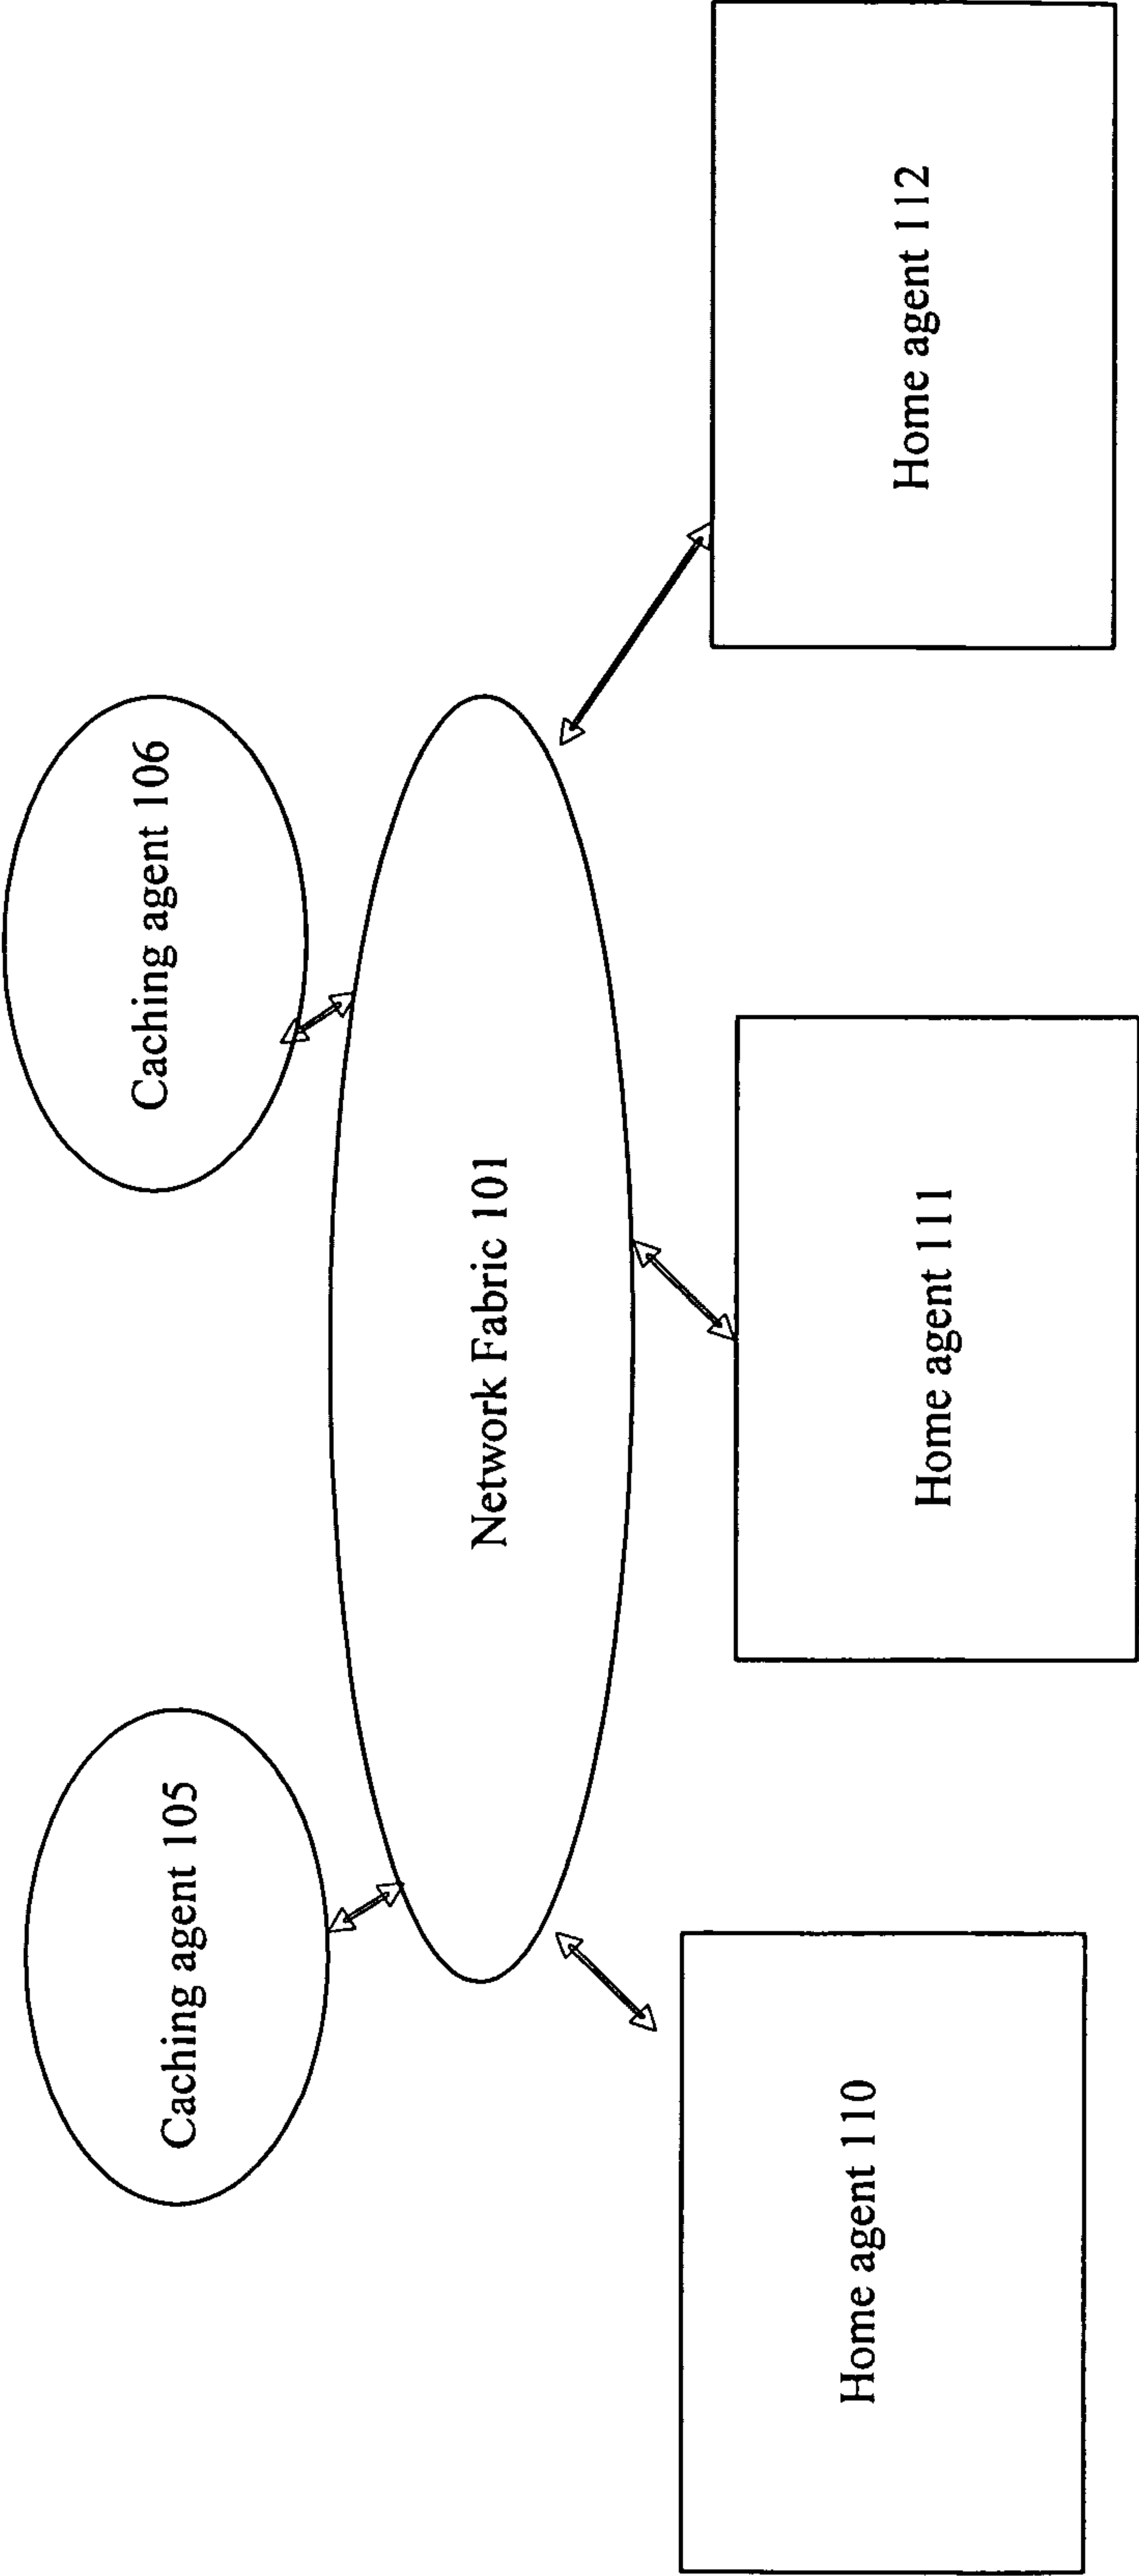 Caching agent 105
Caching agent 106
Network Fabric 101
Home agent 110
Home agent 111
Home agent 112